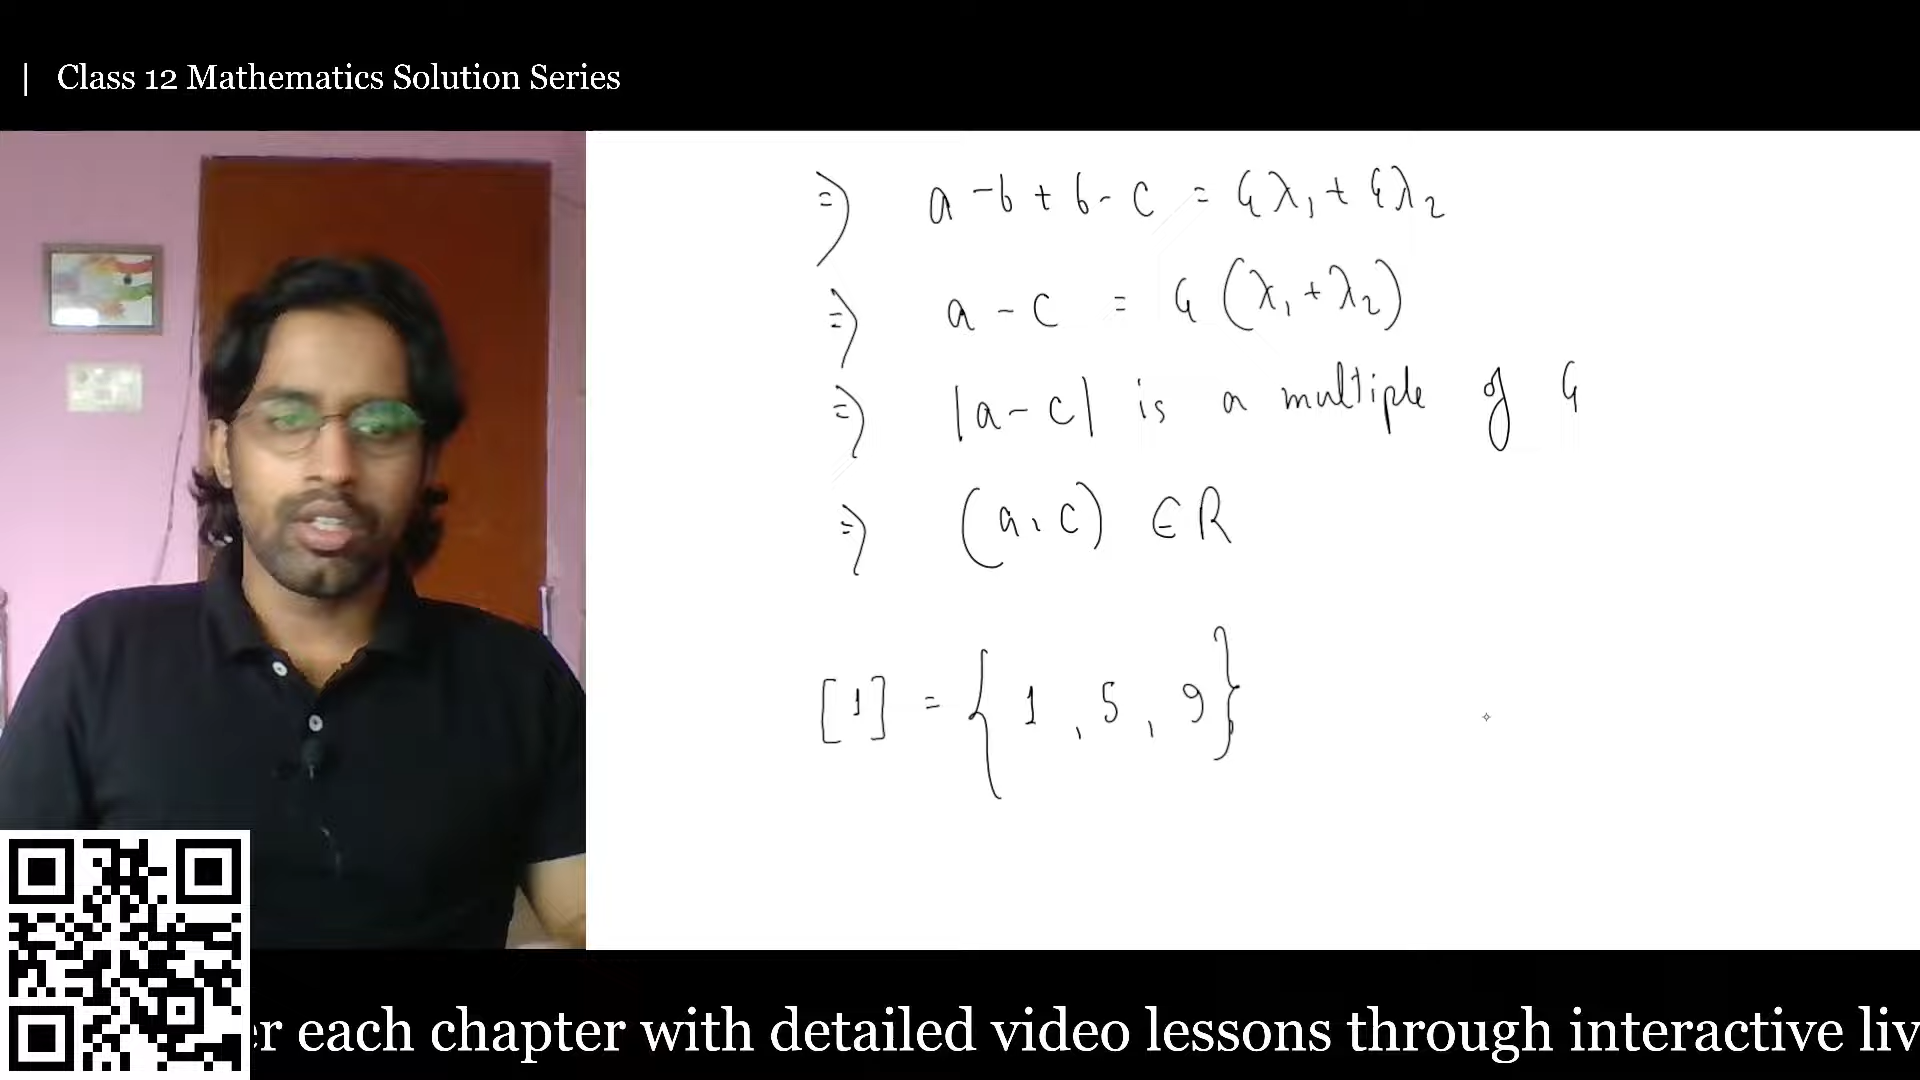 | Class 12 Mathematics Solution Series
⇒ a - b + b - c = 4λ₁ + 4λ₂
⇒ a - c = 4 (λ₁ + λ₂)
⇒ |a - c| is a multiple of 4
⇒ (a, c) ∈ R
[1] = { 1, 5, 9 }
er each chapter with detailed video lessons through interactive liv